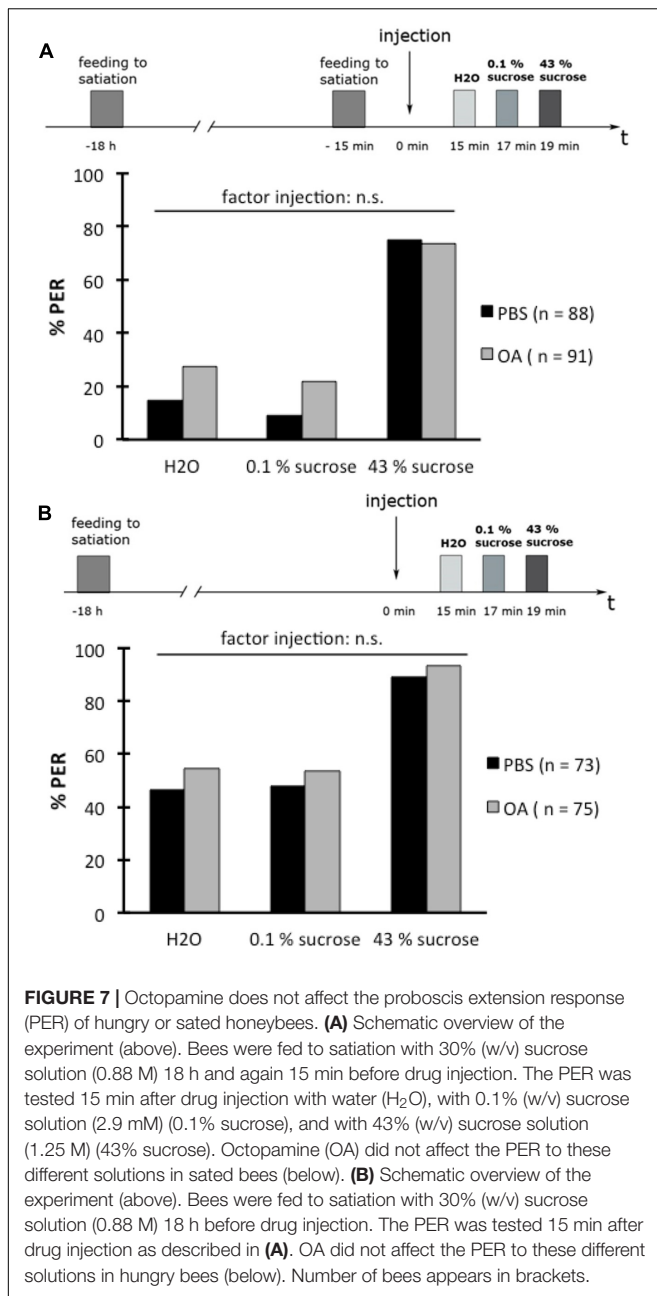 A
injection
feeding to
satiation
feeding to
satiation
H2O
0.1 %
sucrose
43 %
sucrose
t
-18 h
- 15 min
0 min
15 min
17 min
19 min
factor injection: n.s.
% PER
100
80
60
40
20
0
PBS (n = 88)
OA ( n = 91)
H2O
0.1 % sucrose
43 % sucrose
B
injection
feeding to
satiation
H2O
0.1 %
sucrose
43 %
sucrose
t
-18 h
0 min
15 min
17 min
19 min
factor injection: n.s.
% PER
100
80
60
40
20
0
PBS (n = 73)
OA ( n = 75)
H2O
0.1 % sucrose
43 % sucrose
FIGURE 7 | Octopamine does not affect the proboscis extension response
(PER) of hungry or sated honeybees. (A) Schematic overview of the
experiment (above). Bees were fed to satiation with 30% (w/v) sucrose
solution (0.88 M) 18 h and again 15 min before drug injection. The PER was
tested 15 min after drug injection with water (H₂O), with 0.1% (w/v) sucrose
solution (2.9 mM) (0.1% sucrose), and with 43% (w/v) sucrose solution
(1.25 M) (43% sucrose). Octopamine (OA) did not affect the PER to these
different solutions in sated bees (below). (B) Schematic overview of the
experiment (above). Bees were fed to satiation with 30% (w/v) sucrose
solution (0.88 M) 18 h before drug injection. The PER was tested 15 min after
drug injection as described in (A). OA did not affect the PER to these different
solutions in hungry bees (below). Number of bees appears in brackets.